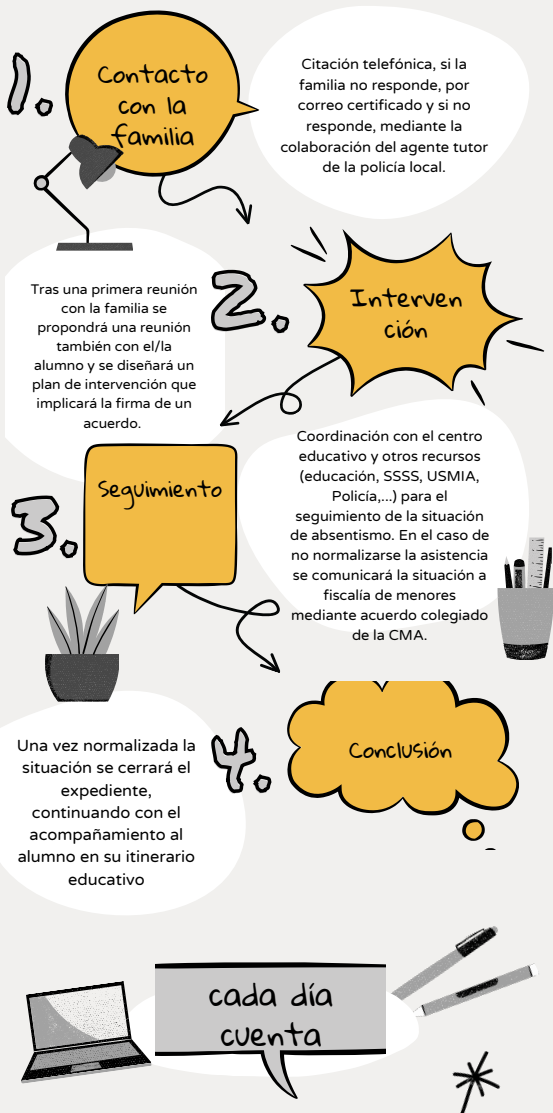 1.
Contacto
con la
familia
Citación telefónica, si la
familia no responde, por
correo certificado y si no
responde, mediante la
colaboración del agente tutor
de la policía local.
2.
Interven
ción
Tras una primera reunión
con la familia se
propondrá una reunión
también con el/la
alumno y se diseñará un
plan de intervención que
implicará la firma de un
acuerdo.
3.
Seguimiento
Coordinación con el centro
educativo y otros recursos
(educación, SSSS, USMIA,
Policía,...) para el
seguimiento de la situación
de absentismo. En el caso de
no normalizarse la asistencia
se comunicará la situación a
fiscalía de menores
mediante acuerdo colegiado
de la CMA.
4.
Conclusión
Una vez normalizada la
situación se cerrará el
expediente,
continuando con el
acompañamiento al
alumno en su itinerario
educativo
cada día
cuenta